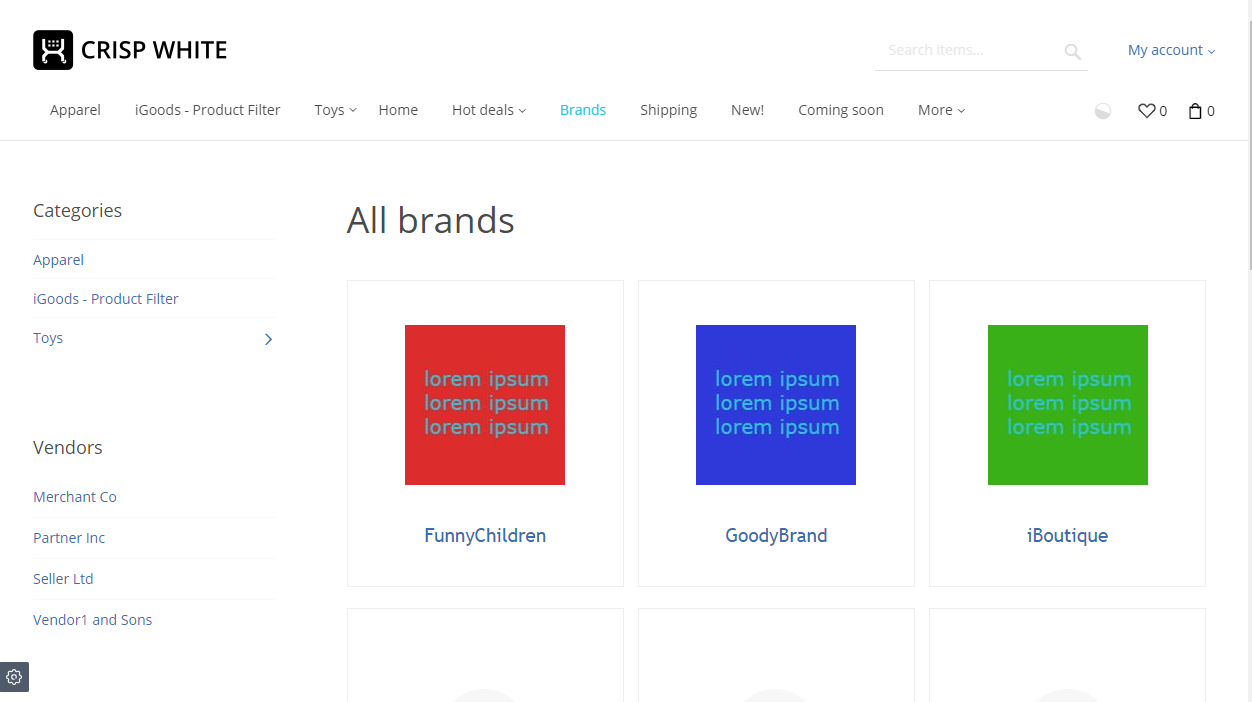 CRISP WHITE
Search items...
My account
Apparel
iGoods - Product Filter
Toys
Home
Hot deals
Brands
Shipping
New!
Coming soon
More
0
0
Categories
Apparel
iGoods - Product Filter
Toys
Vendors
Merchant Co
Partner Inc
Seller Ltd
Vendor1 and Sons
All brands
lorem ipsum
lorem ipsum
lorem ipsum
FunnyChildren
lorem ipsum
lorem ipsum
lorem ipsum
GoodyBrand
lorem ipsum
lorem ipsum
lorem ipsum
iBoutique